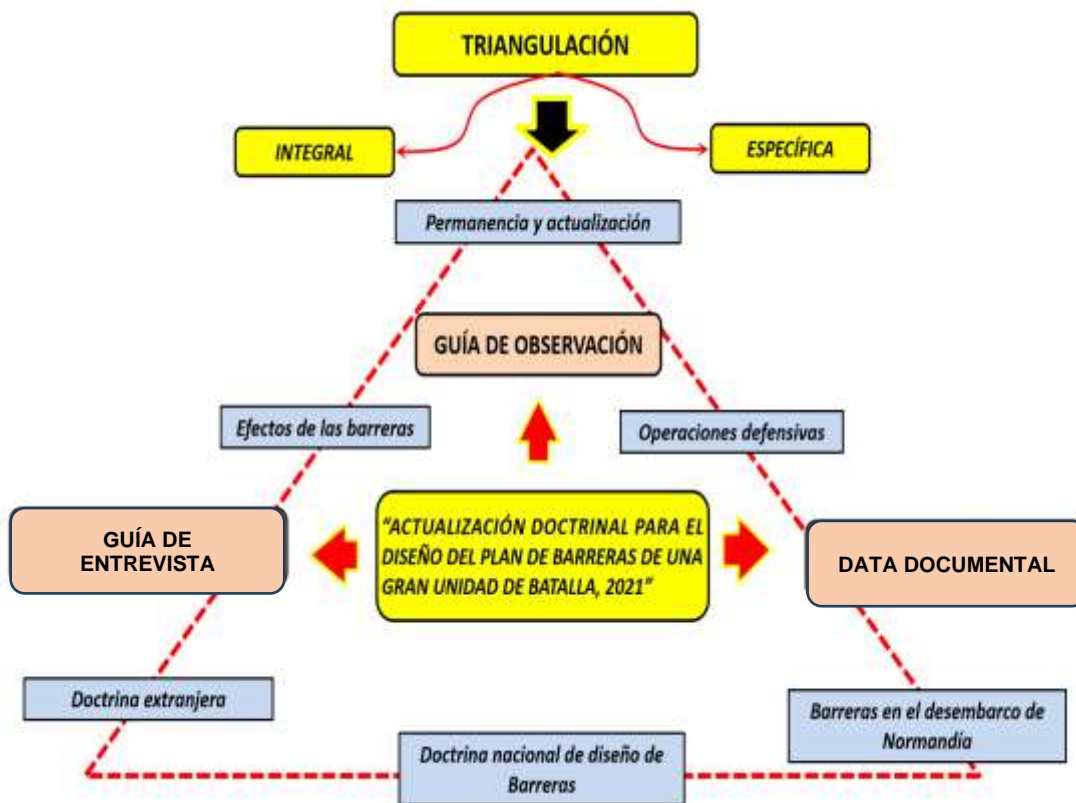 TRIANGULACIÓN
INTEGRAL
ESPECÍFICA
Permanencia y actualización
GUÍA DE OBSERVACIÓN
Efectos de las barreras
Operaciones defensivas
GUÍA DE
ENTREVISTA
“ACTUALIZACIÓN DOCTRINAL PARA EL
DISEÑO DEL PLAN DE BARRERAS DE UNA
GRAN UNIDAD DE BATALLA, 2021”
DATA DOCUMENTAL
Doctrina extranjera
Barreras en el desembarco de
Normandía
Doctrina nacional de diseño de
Barreras